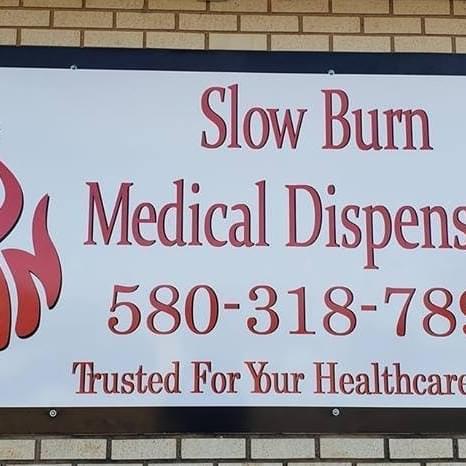 Slow Burn
Medical Dispens
580-318-78
Trusted For Your Healthcare